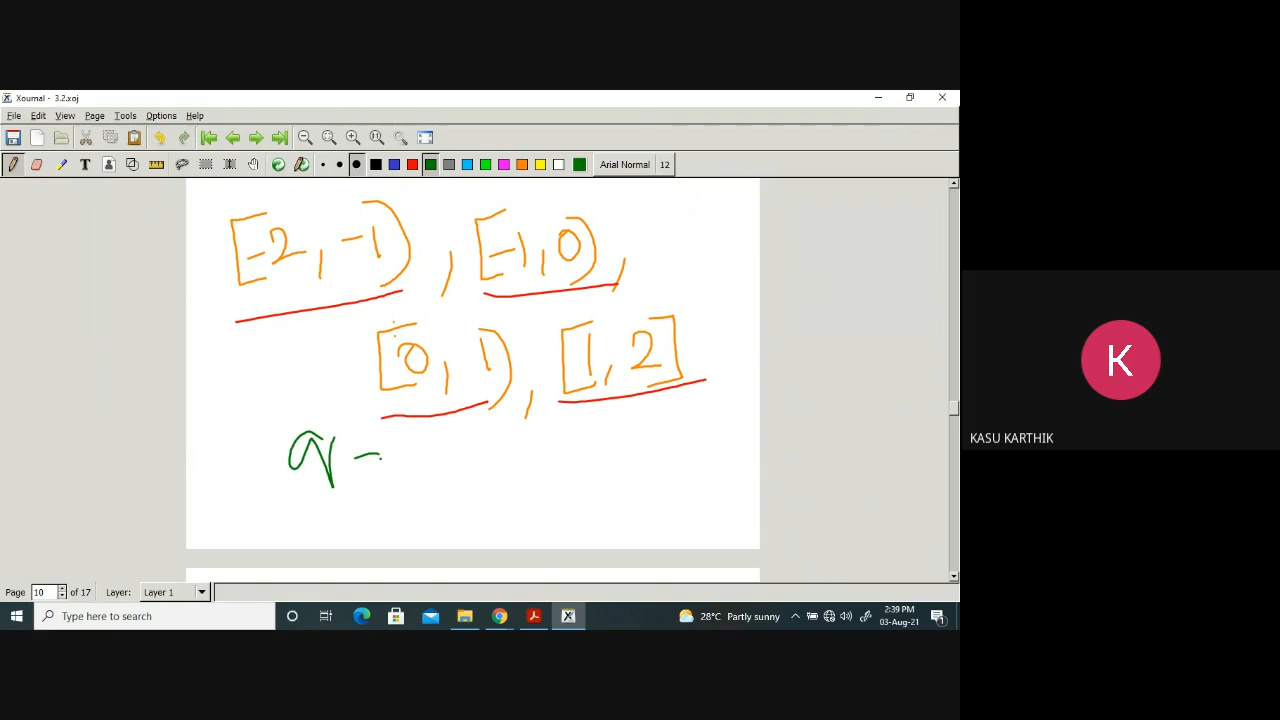 Xournal - 3.2.xoj
File Edit View Page Tools Options Help
Arial Normal 12
[-2, -1) , [-1, 0) ,
[0, 1) , [1, 2]
q -
K
KASU KARTHIK
Page 10 of 17 Layer: Layer 1
Type here to search
28°C Partly sunny
2:39 PM
03-Aug-21
1